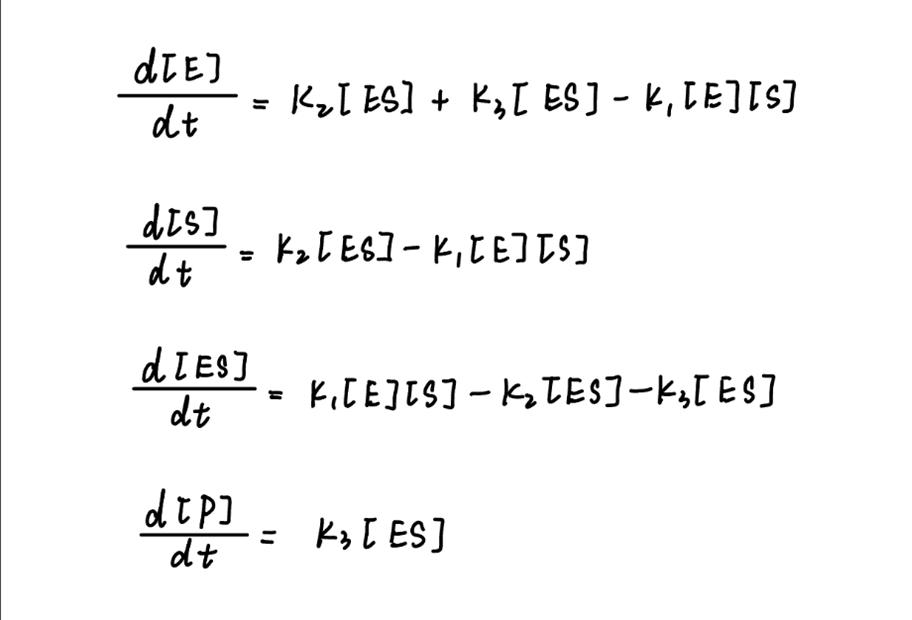 d[E]/dt = K₂[ES] + K₃[ES] - K₁[E][S]
d[S]/dt = K₂[ES] - K₁[E][S]
d[ES]/dt = K₁[E][S] - K₂[ES] - K₃[ES]
d[P]/dt = K₃[ES]